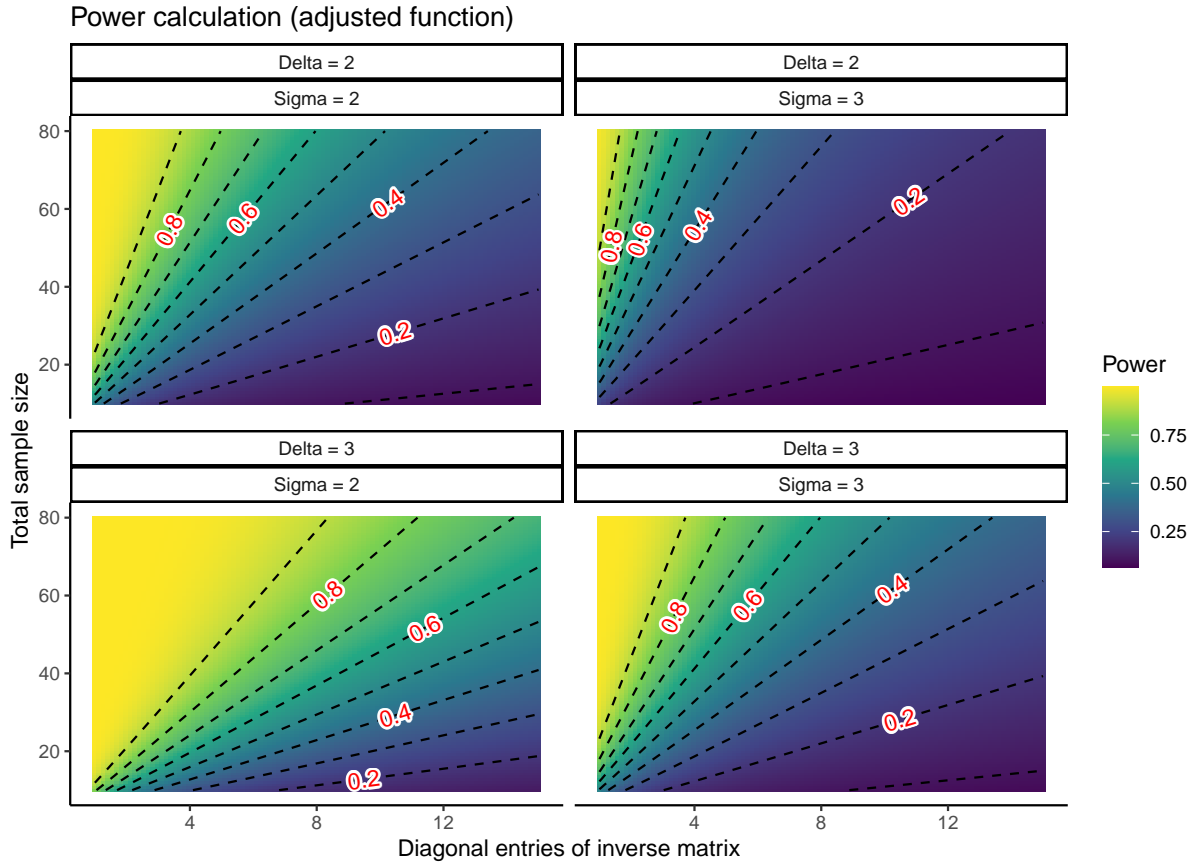 Power calculation (adjusted function)
Delta = 2
Sigma = 2
Delta = 2
Sigma = 3
80
60
40
20
0.8
0.6
0.4
0.2
0.8
0.6
0.4
0.2
Delta = 3
Sigma = 2
Delta = 3
Sigma = 3
80
60
40
20
0.8
0.6
0.4
0.2
0.8
0.6
0.4
0.2
4
8
12
4
8
12
Total sample size
Diagonal entries of inverse matrix
Power
0.75
0.50
0.25